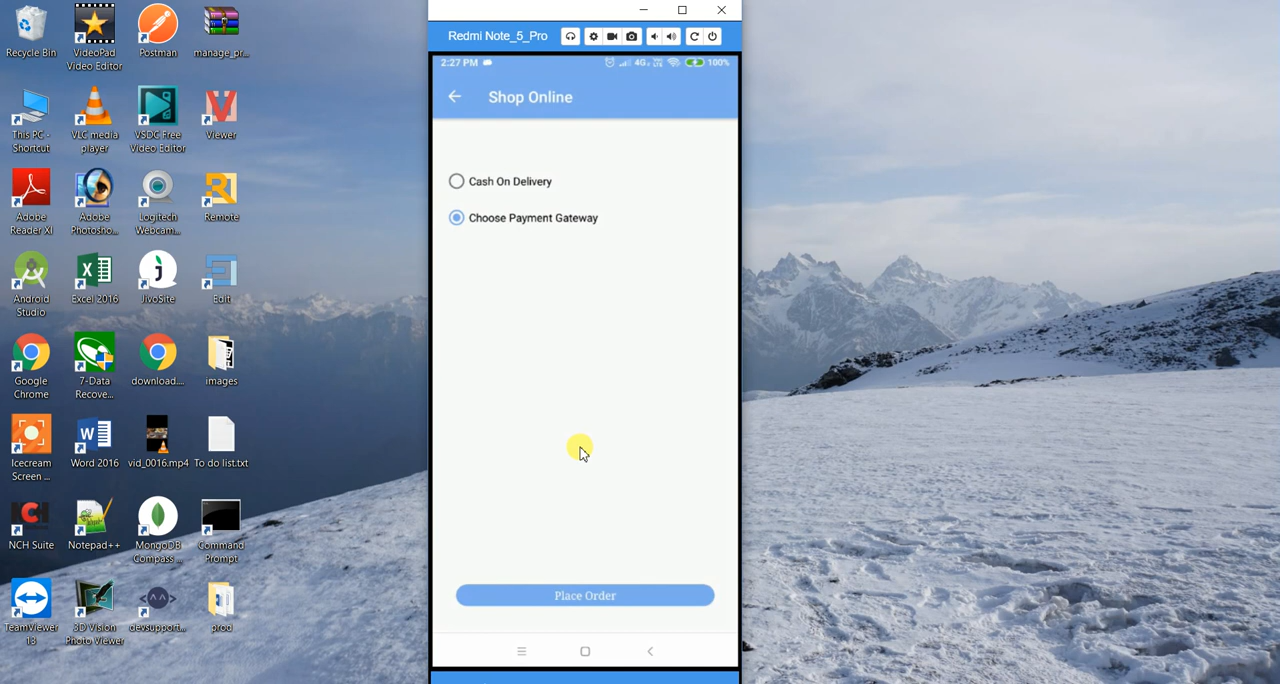 Recycle Bin
VideoPad
Video Editor
Postman
manage_pr...
This PC -
Shortcut
VLC media
player
VSDC Free
Video Editor
Viewer
Adobe
Reader XI
Adobe
Photosho...
Logitech
Webcam...
Remote
Android
Studio
Excel 2016
JivoSite
Edit
Google
Chrome
7-Data
Recove...
download....
images
Icecream
Screen ...
Word 2016
vid_0016.mp4
To do list.txt
NCH Suite
Notepad++
MongoDB
Compass ...
Command
Prompt
TeamViewer
13
3D Vision
Photo Viewer
devsupport...
prod
Redmi Note_5_Pro
2:27 PM
4G
100%
Shop Online
Cash On Delivery
Choose Payment Gateway
Place Order